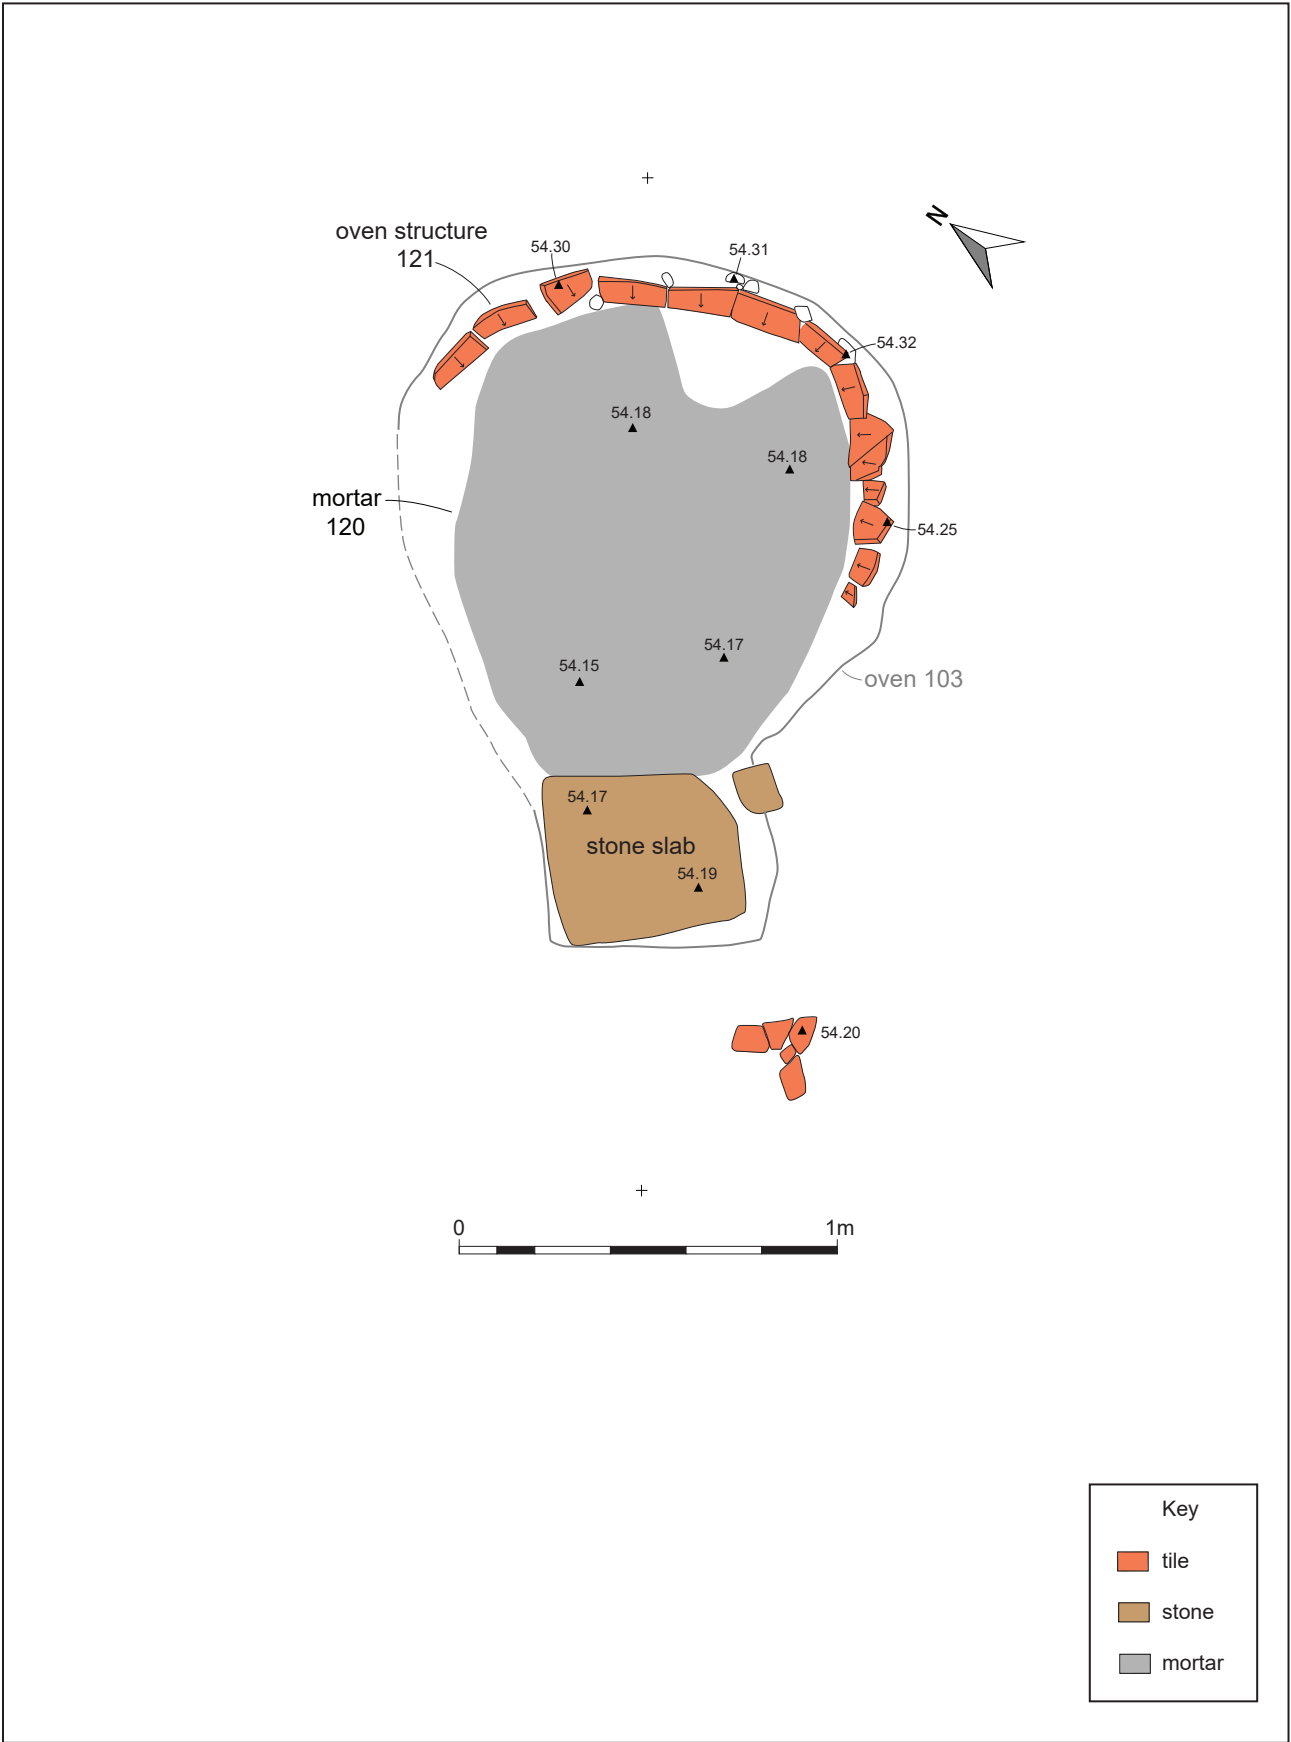 N
oven structure
121
54.30
54.31
54.32
54.18
54.18
mortar
120
54.25
54.15
54.17
oven 103
54.17
stone slab
54.19
54.20
0 1m
Key
tile
stone
mortar